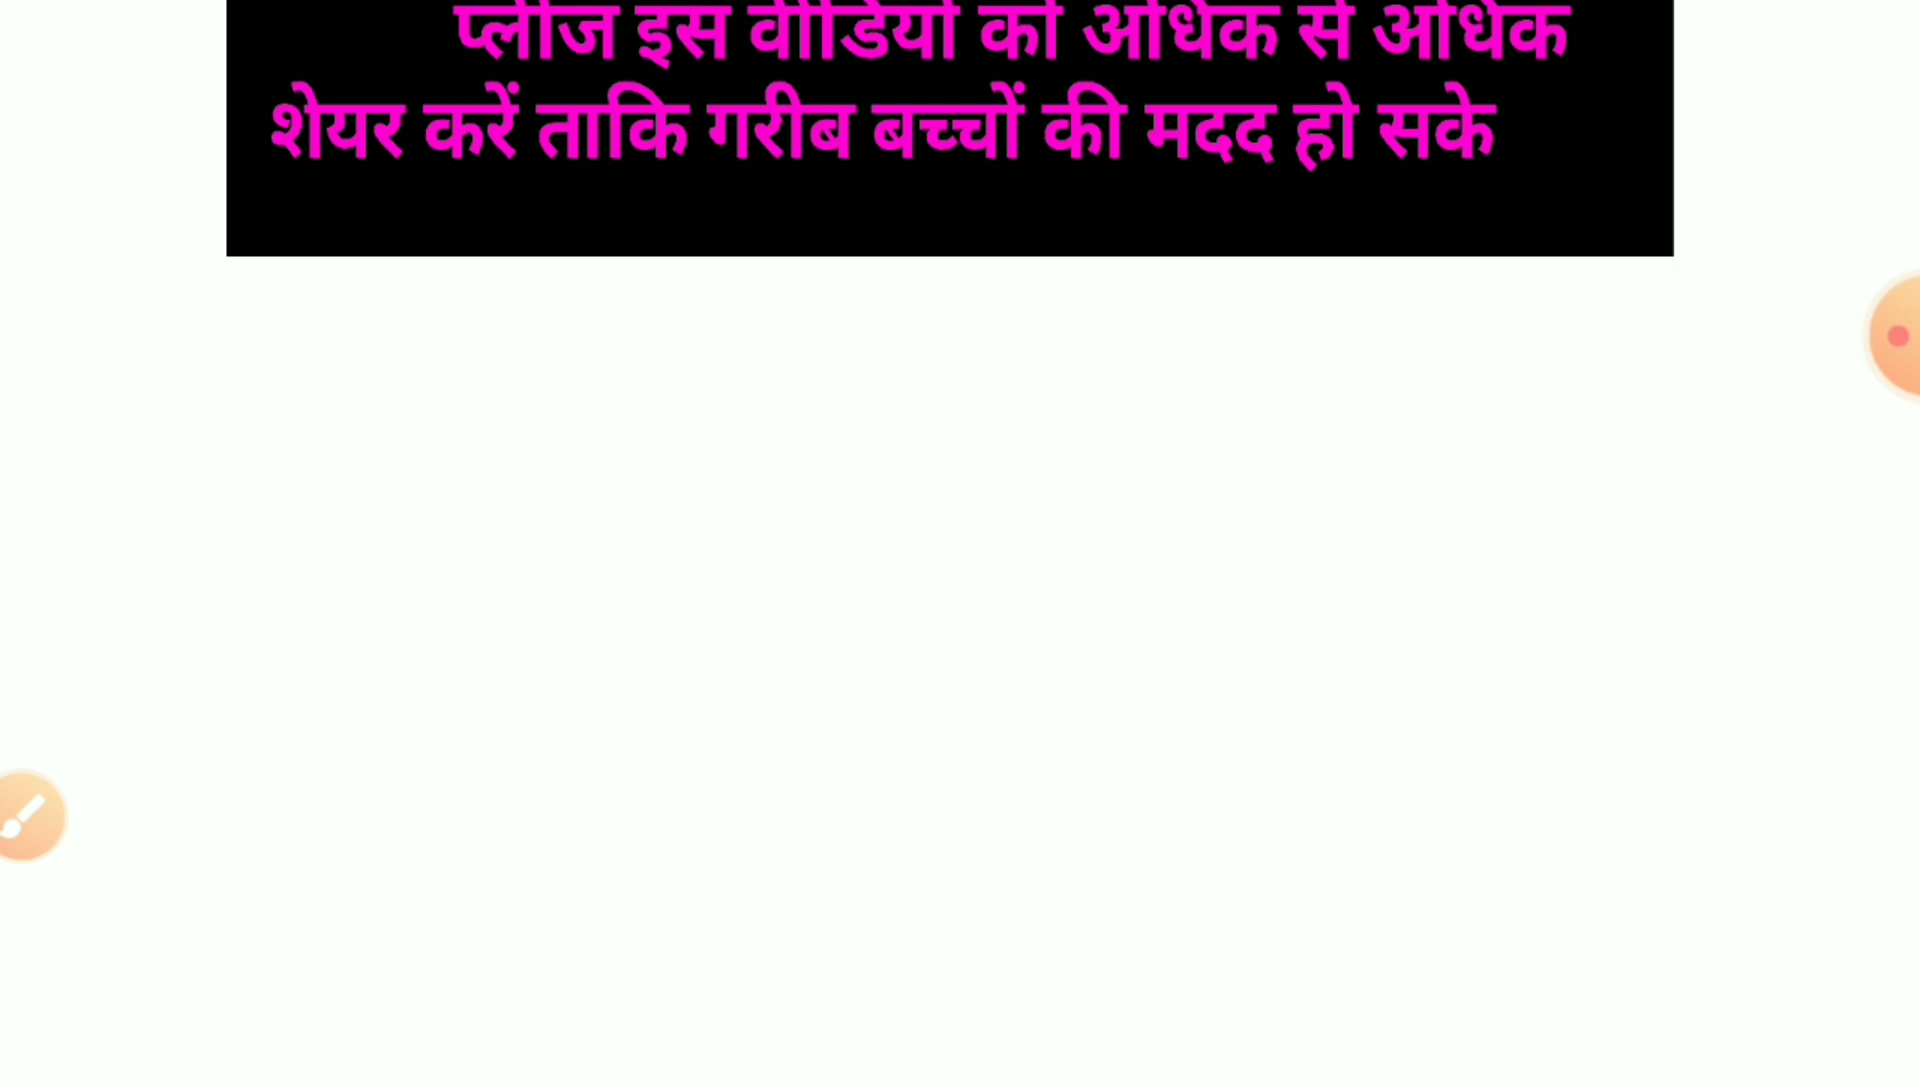 प्लीज इस वीडियो को अधिक से अधिक
शेयर करें ताकि गरीब बच्चों की मदद हो सके